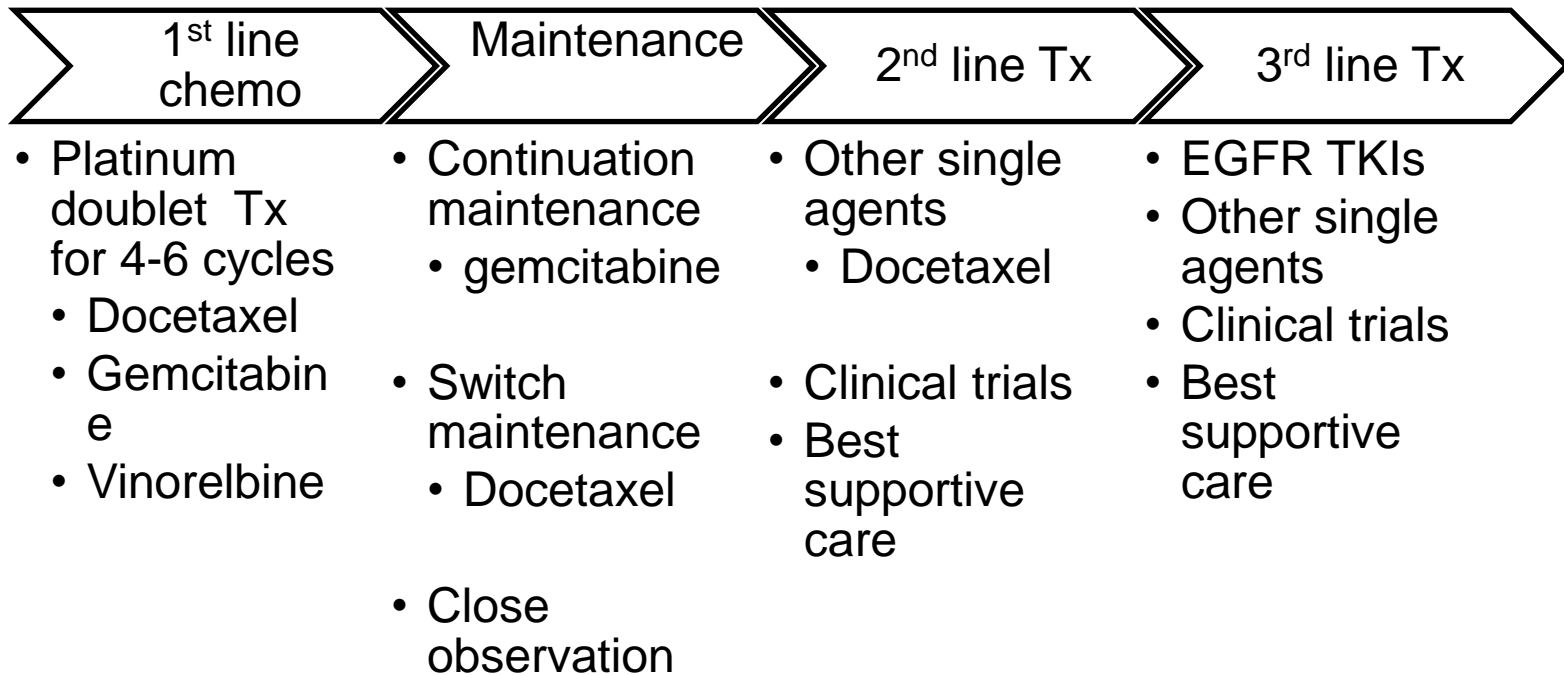 1st line
chemo
Maintenance
2nd line Tx
3rd line Tx
• Platinum
doublet Tx
for 4-6 cycles
• Docetaxel
• Gemcitabin
e
• Vinorelbine
• Continuation
maintenance
• gemcitabine
• Switch
maintenance
• Docetaxel
• Close
observation
• Other single
agents
• Docetaxel
• Clinical trials
• Best
supportive
care
• EGFR TKIs
• Other single
agents
• Clinical trials
• Best
supportive
care